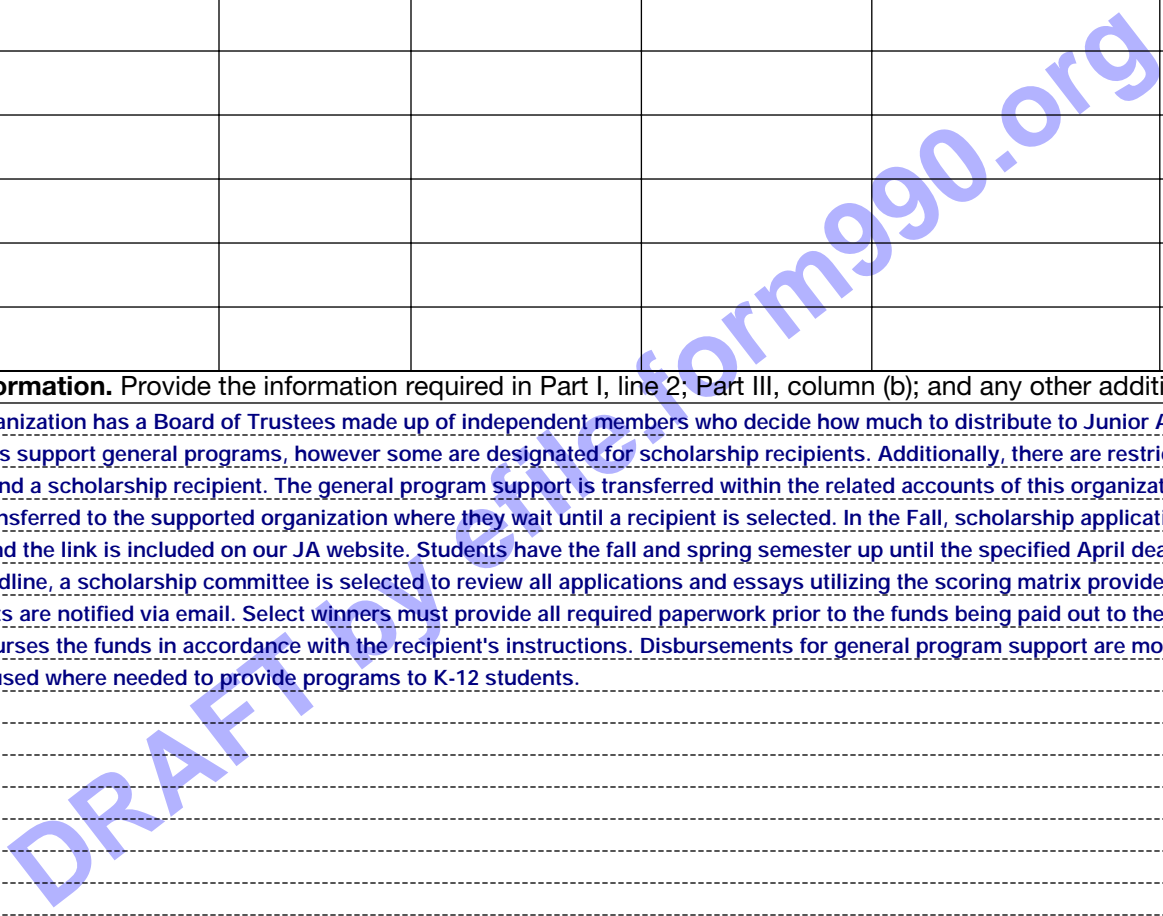 ormation. Provide the information required in Part I, line 2; Part III, column (b); and any other additi
anization has a Board of Trustees made up of independent members who decide how much to distribute to Junior A
s support general programs, however some are designated for scholarship recipients. Additionally, there are restri
nd a scholarship recipient. The general program support is transferred within the related accounts of this organizat
nsferred to the supported organization where they wait until a recipient is selected. In the Fall, scholarship applicati
nd the link is included on our JA website. Students have the fall and spring semester up until the specified April dea
dline, a scholarship committee is selected to review all applications and essays utilizing the scoring matrix provide
ts are notified via email. Select winners must provide all required paperwork prior to the funds being paid out to the
urses the funds in accordance with the recipient's instructions. Disbursements for general program support are mo
used where needed to provide programs to K-12 students.
DRAFT by efile.form990.org